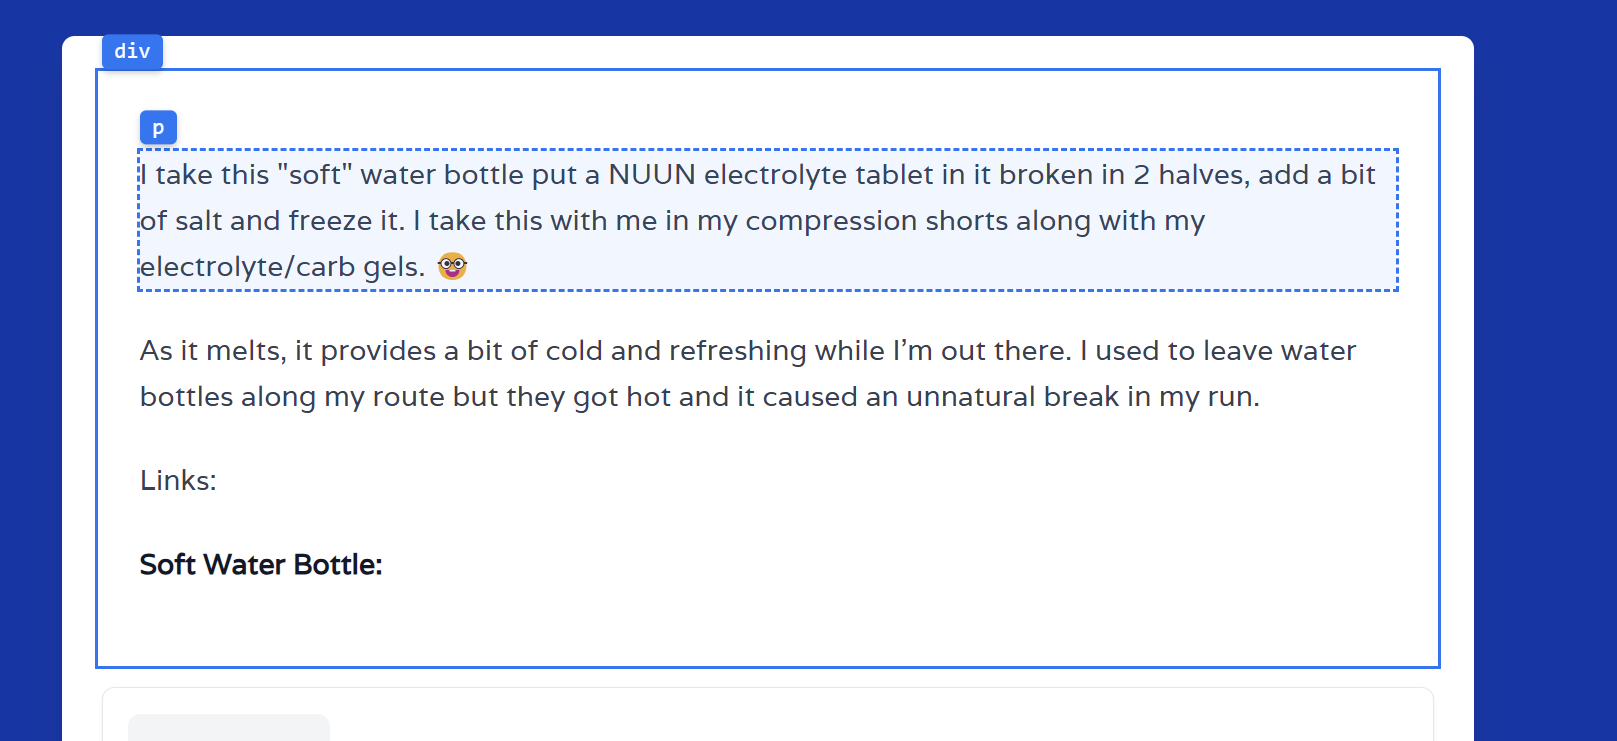 div
p
I take this "soft" water bottle put a NUUN electrolyte tablet in it broken in 2 halves, add a bit
of salt and freeze it. I take this with me in my compression shorts along with my
electrolyte/carb gels. 🤓
As it melts, it provides a bit of cold and refreshing while I’m out there. I used to leave water
bottles along my route but they got hot and it caused an unnatural break in my run.
Links:
Soft Water Bottle: